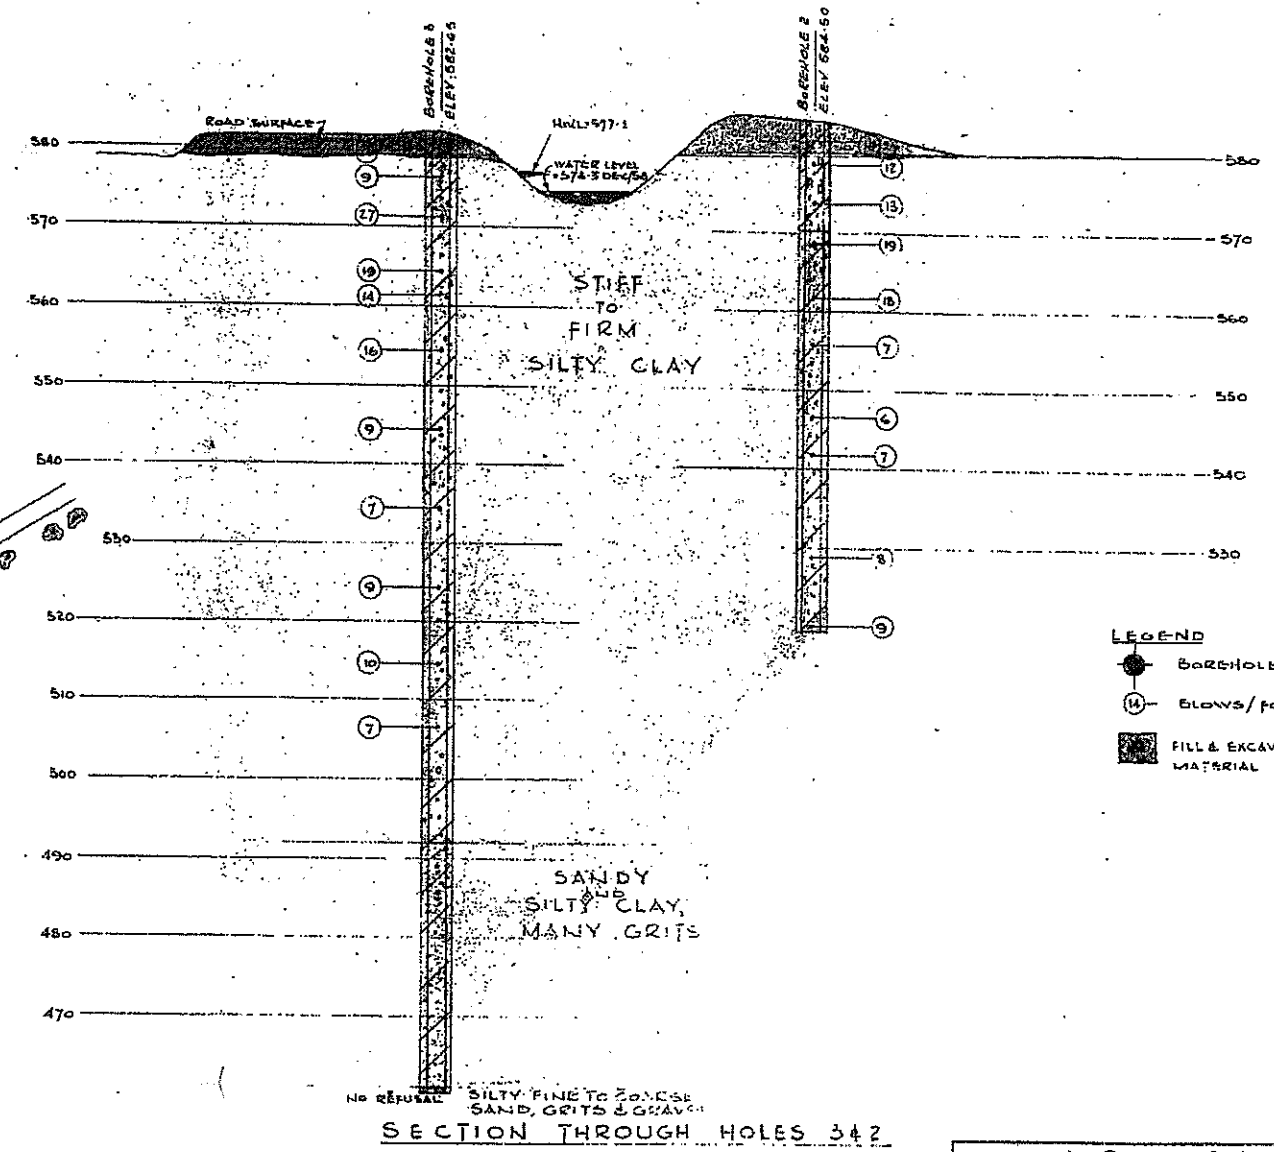 BOREHOLE 3
ELEV. 582.65
BOREHOLE 2
ELEV 584.50
ROAD SURFACE
WATER LEVEL
580
580
9
12
27
13
570
570
19
19
14
18
560
560
16
7
STIFF
TO
FIRM
SILTY CLAY
550
550
9
6
7
540
540
7
530
530
8
9
520
9
10
510
7
500
490
SANDY
AND
SILTY CLAY,
MANY GRITS
480
470
NO REFUSAL
SILTY FINE TO COARSE
SAND, GRITS & GRAVEL
SECTION THROUGH HOLES 3&2
LEGEND
BOREHOLE
14
BLOWS/FO
FILL & EXCAV
MATERIAL